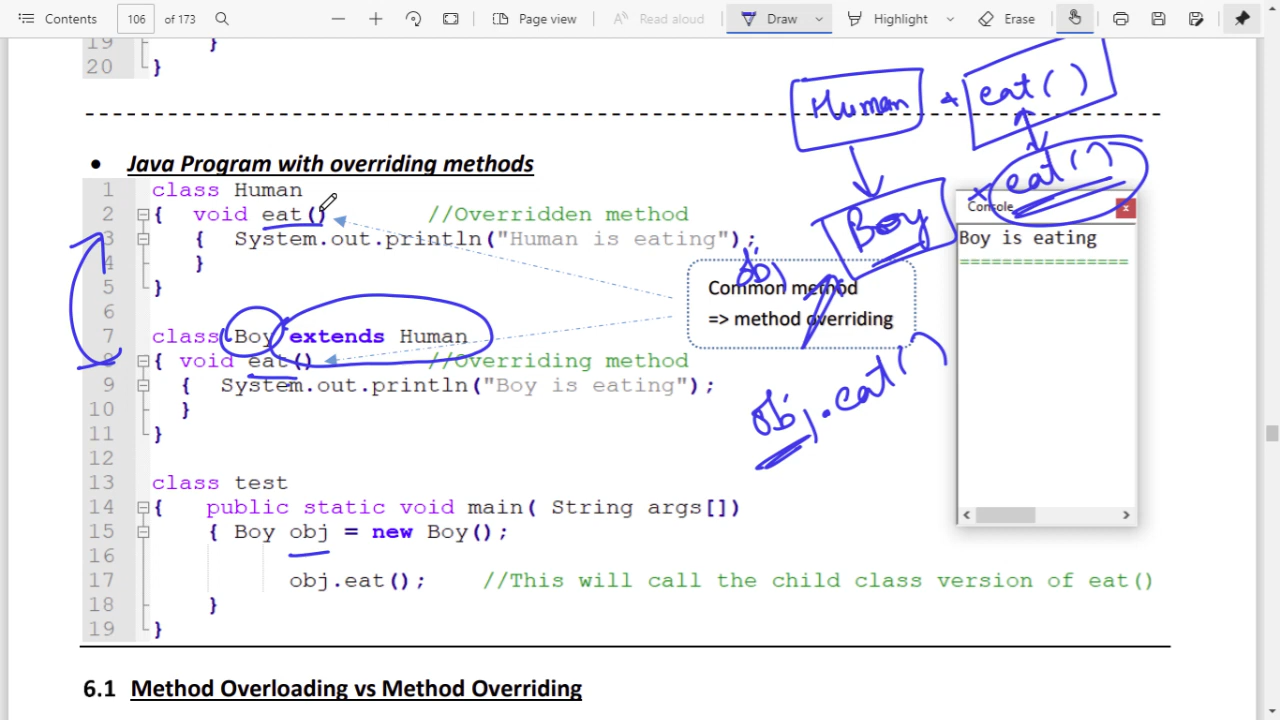 Contents 106 of 173 Page view Read aloud Draw Highlight Erase
19 }
20 }
Human * eat()
• Java Program with overriding methods
* eat()
Boy
1 class Human
2 { void eat() //Overridden method
3 { System.out.println("Human is eating");
4 }
5 }
6
7 class Boy extends Human
8 { void eat() //Overriding method
9 { System.out.println("Boy is eating");
10 }
11 }
12
13 class test
14 { public static void main( String args[])
15 { Boy obj = new Boy();
16
17 obj.eat(); //This will call the child class version of eat()
18 }
19 }
obj
Common method
=> method overriding
obj.eat()
Console x
Boy is eating
================
6.1 Method Overloading vs Method Overriding